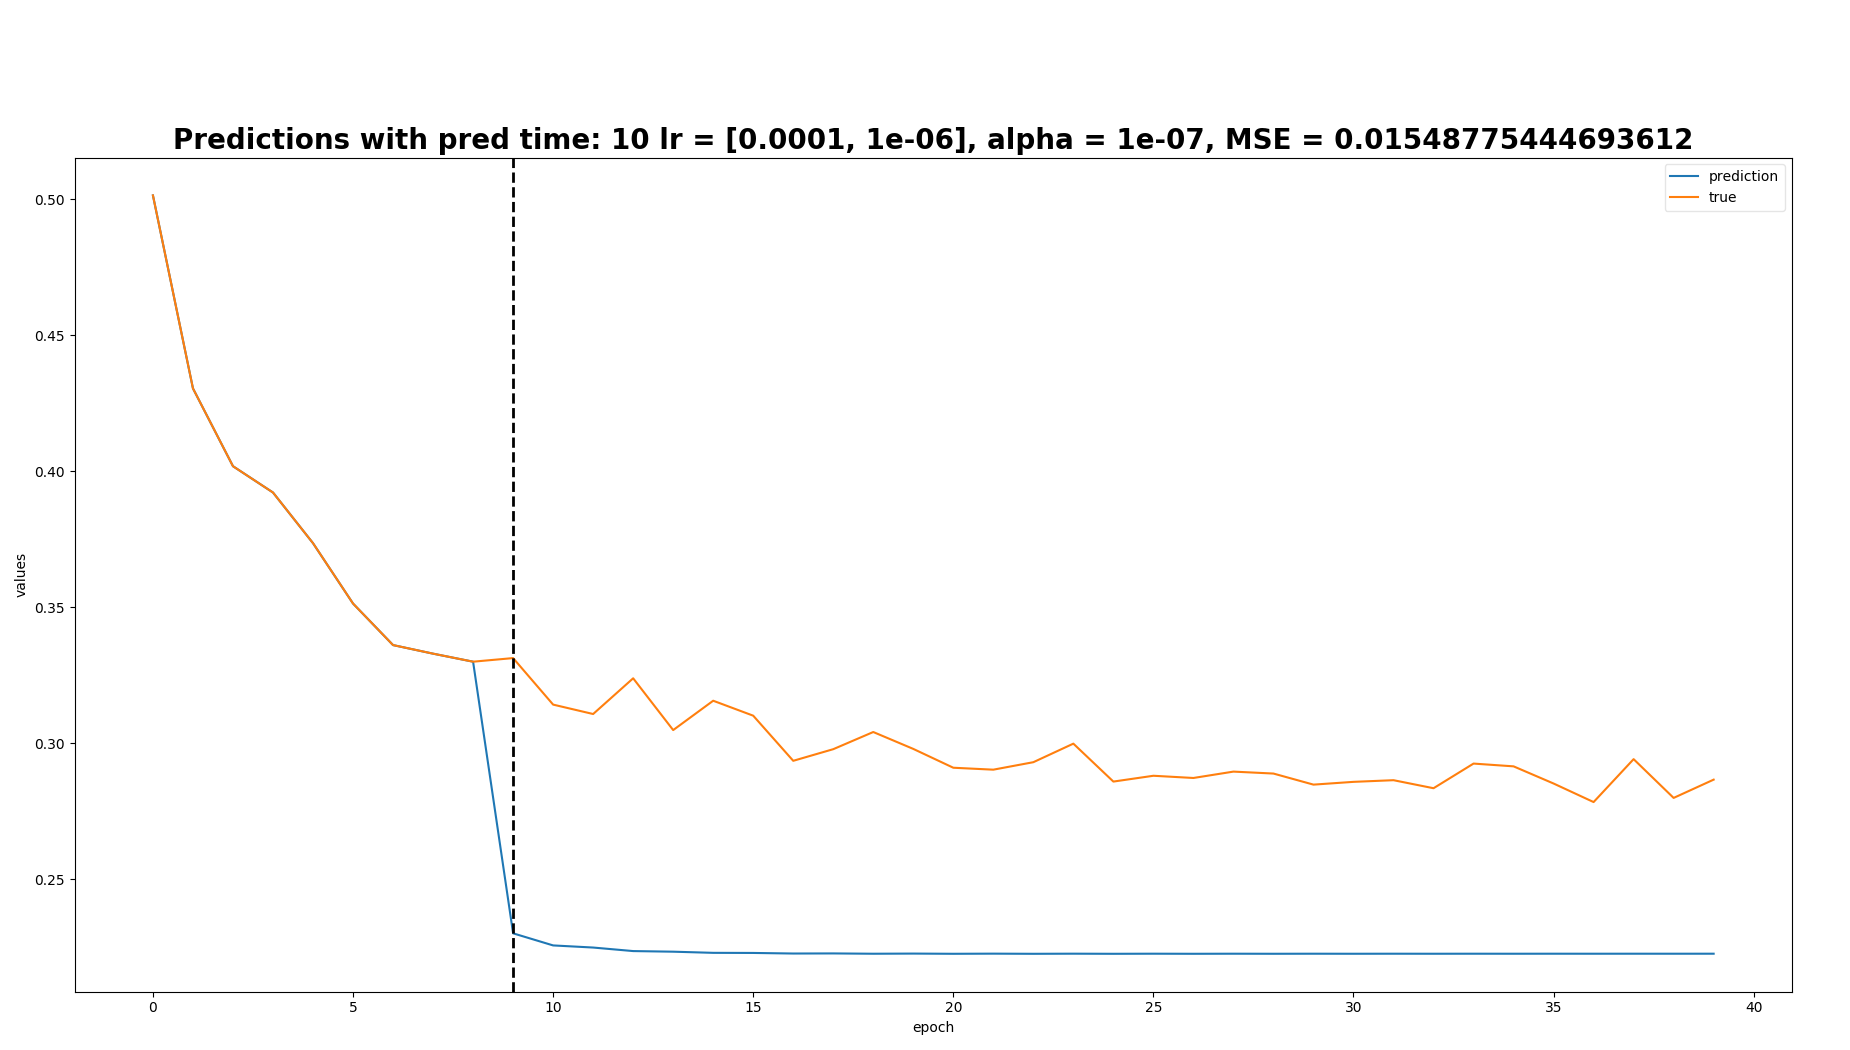 Predictions with pred time: 10 lr = [0.0001, 1e-06], alpha = 1e-07, MSE = 0.01548775444693612
prediction
true
0.50
0.45
0.40
0.35
0.30
0.25
values
0 5 10 15 20 25 30 35 40
epoch